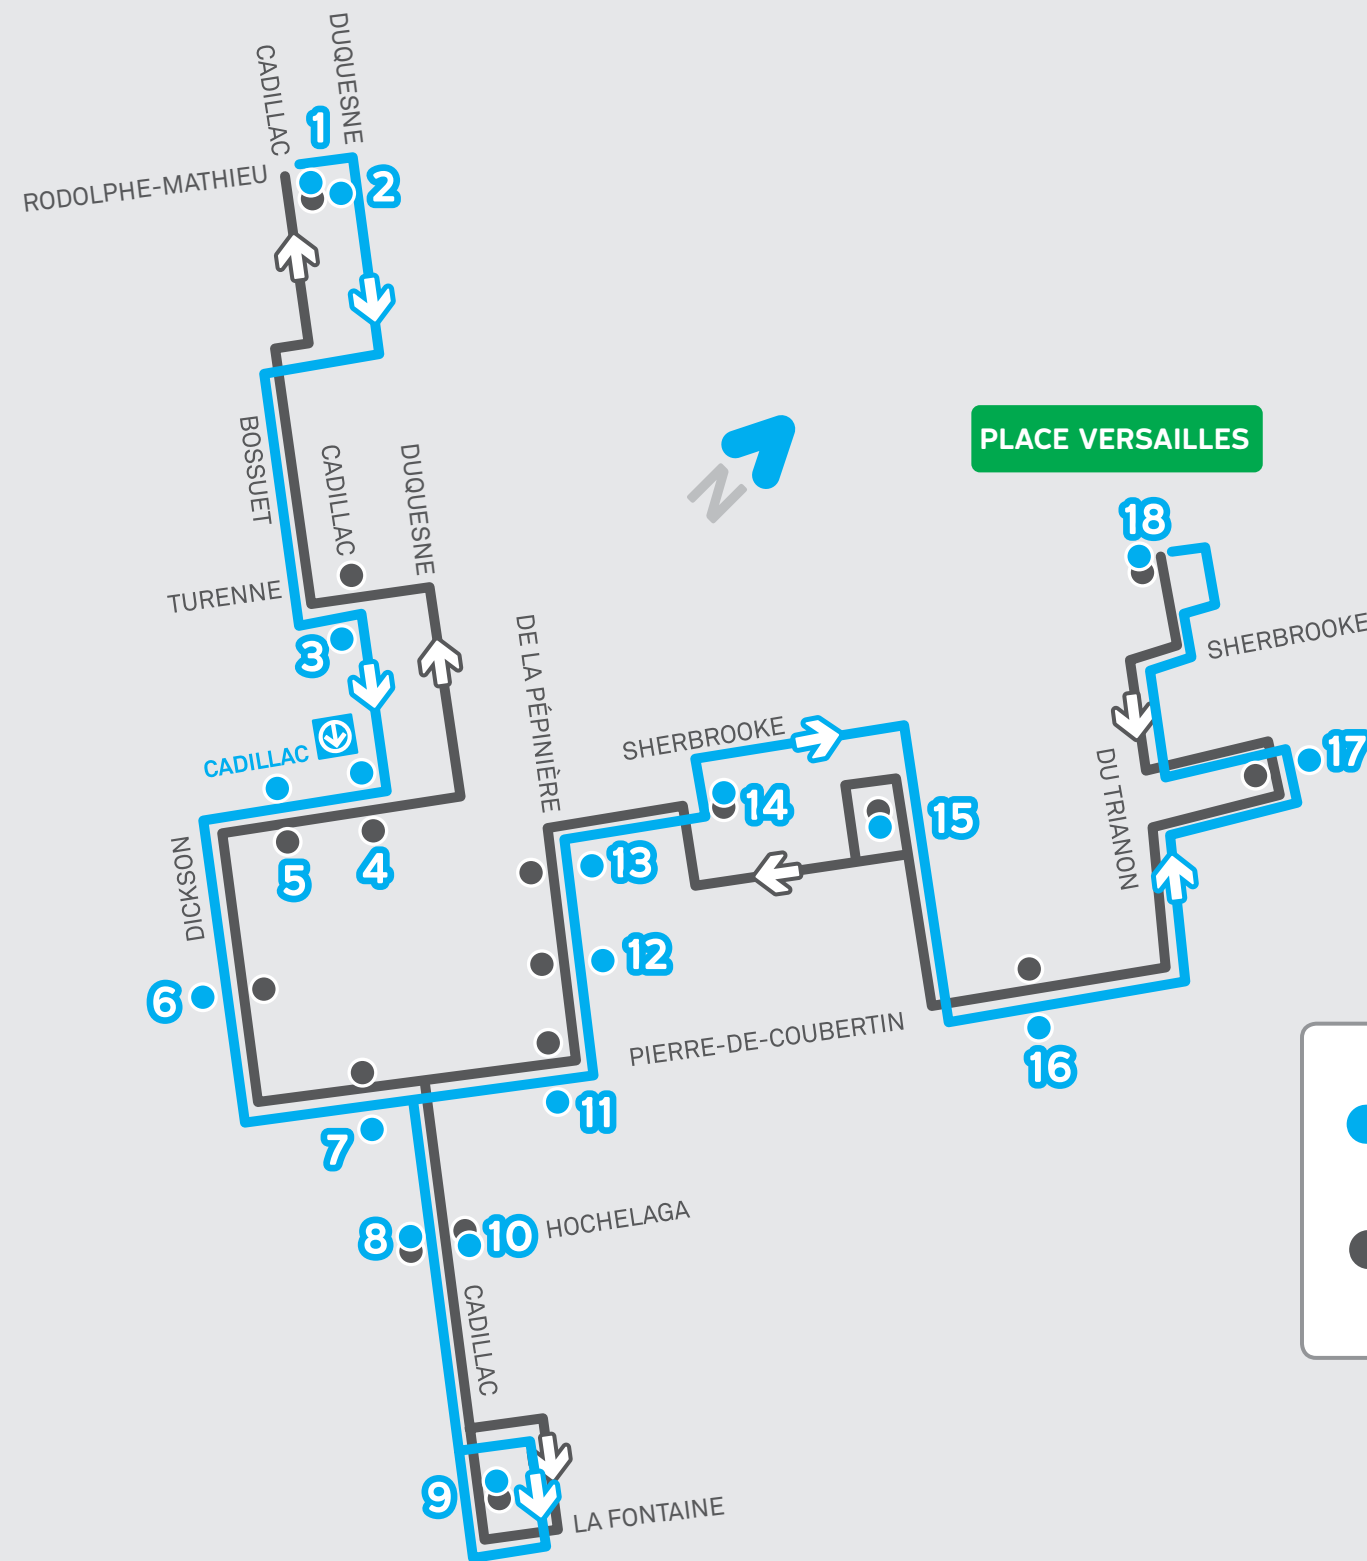 CADILLAC
DUQUESNE
1
RODOLPHE-MATHIEU
2
BOSSUET
CADILLAC
DUQUESNE
PLACE VERSAILLES
N
18
TURENNE
3
DE LA PÉPINIÈRE
SHERBROOKE
CADILLAC
SHERBROOKE
17
DU TRIANON
14
15
DICKSON
5
4
13
12
6
PIERRE-DE-COUBERTIN
16
11
7
8
10
HOCHELAGA
CADILLAC
9
LA FONTAINE